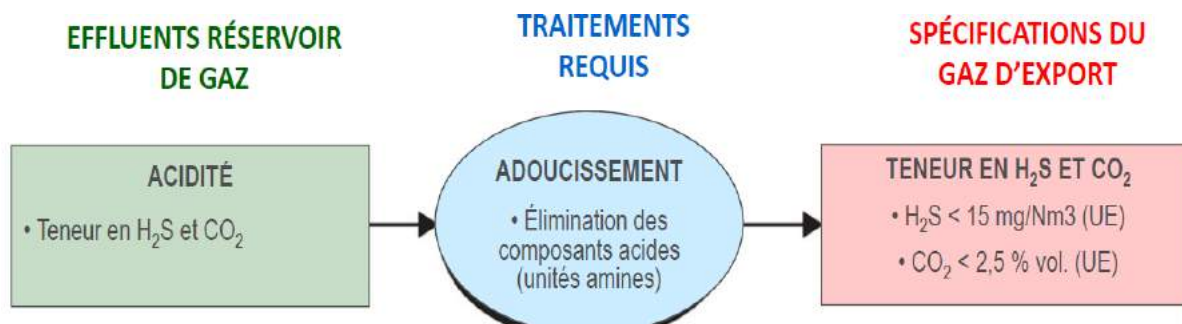 EFFLUENTS RÉSERVOIR
DE GAZ
TRAITEMENTS
REQUIS
SPÉCIFICATIONS DU
GAZ D'EXPORT
ACIDITÉ
• Teneur en H₂S et CO₂
ADOUCISSEMENT
• Élimination des
composants acides
(unités amines)
TENEUR EN H₂S ET CO₂
• H₂S < 15 mg/Nm3 (UE)
• CO₂ < 2,5 % vol. (UE)